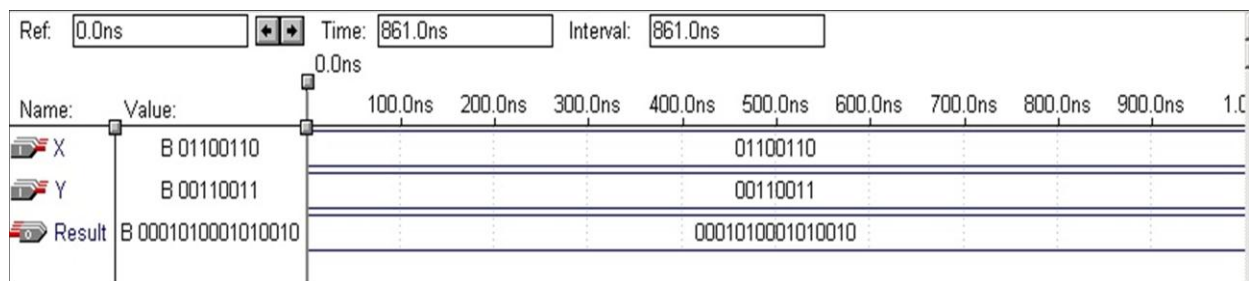 Ref: 0.0ns Time: 861.0ns Interval: 861.0ns
0.0ns
Name: Value: 100.0ns 200.0ns 300.0ns 400.0ns 500.0ns 600.0ns 700.0ns 800.0ns 900.0ns
X B 01100110 01100110
Y B 00110011 00110011
Result B 0001010001010010 0001010001010010